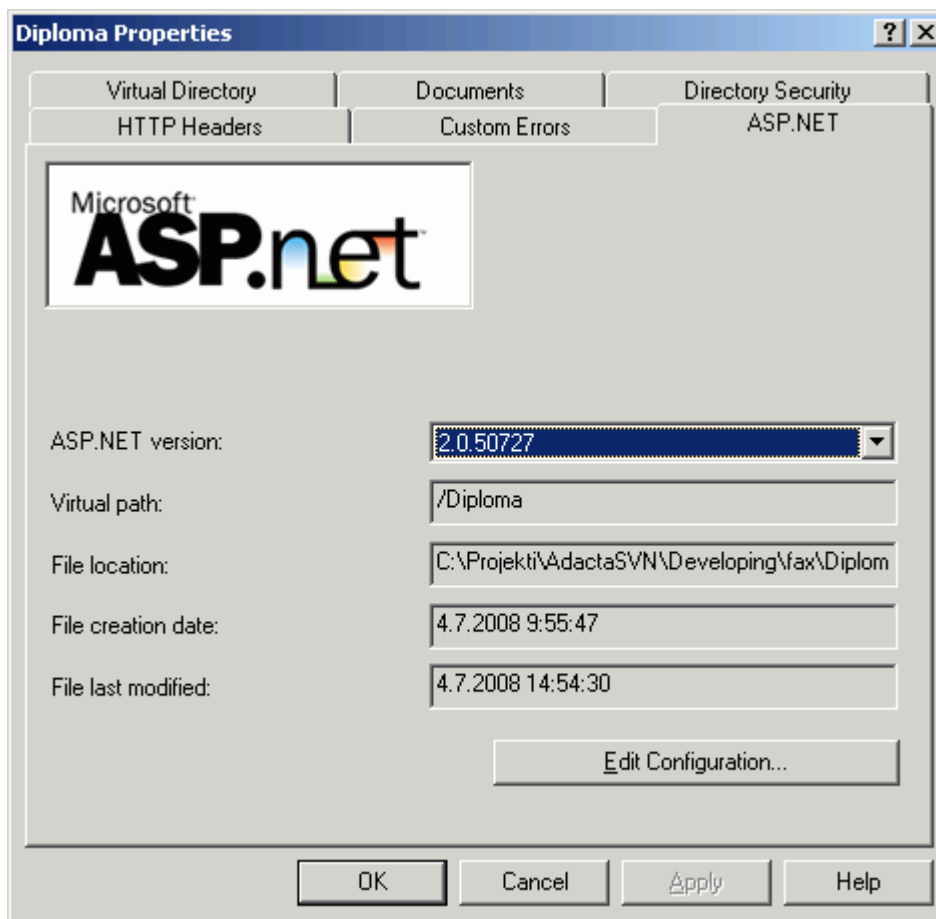 Diploma Properties
Virtual Directory Documents Directory Security
HTTP Headers Custom Errors ASP.NET
Microsoft
ASP.net
ASP.NET version: 2.0.50727
Virtual path: /Diploma
File location: C:\Projekti\AdactaSVN\Developing\fax\Diplom
File creation date: 4.7.2008 9:55:47
File last modified: 4.7.2008 14:54:30
Edit Configuration...
OK Cancel Apply Help